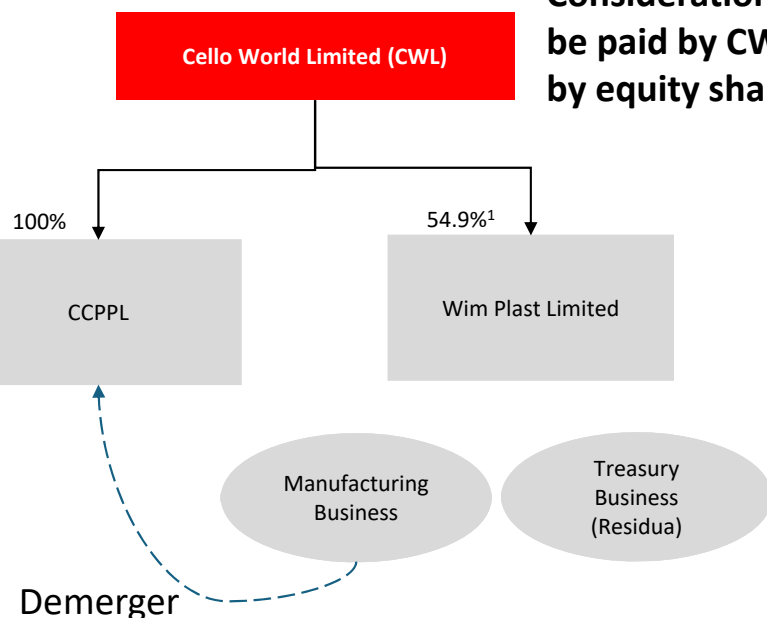 Consideration
be paid by CW
by equity sha
Cello World Limited (CWL)
100%
54.9%¹
CCPPL
Wim Plast Limited
Manufacturing
Business
Treasury
Business
(Residua)
Demerger